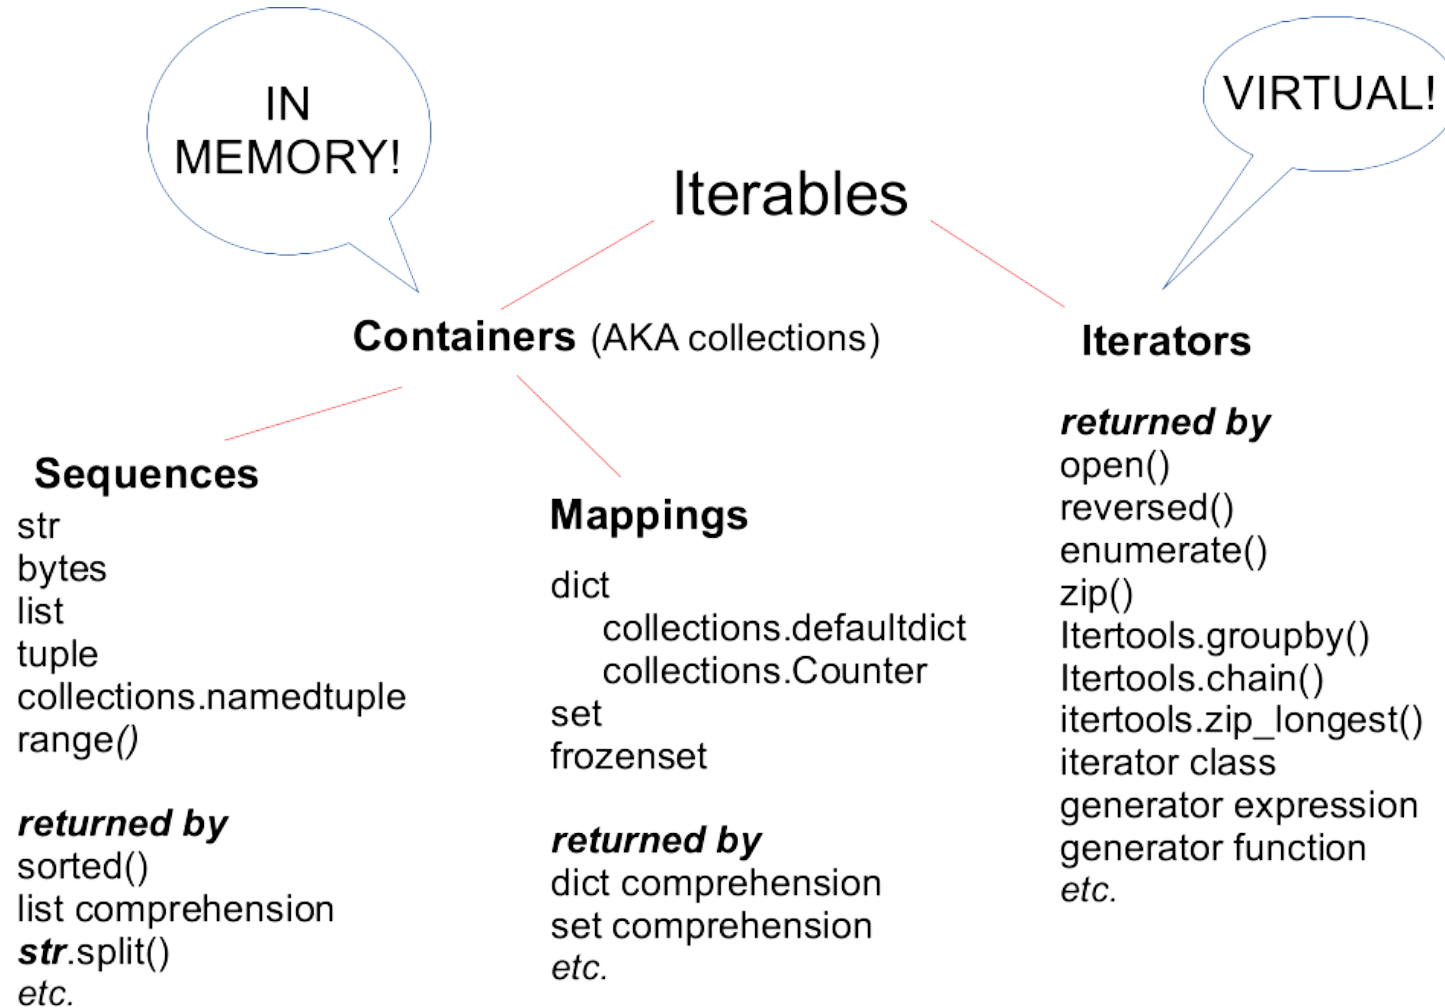 IN
MEMORY!
VIRTUAL!
Iterables
Containers (AKA collections)
Iterators
Sequences
str
bytes
list
tuple
collections.namedtuple
range()
returned by
sorted()
list comprehension
str.split()
etc.
Mappings
dict
collections.defaultdict
collections.Counter
set
frozenset
returned by
dict comprehension
set comprehension
etc.
returned by
open()
reversed()
enumerate()
zip()
Itertools.groupby()
Itertools.chain()
itertools.zip_longest()
iterator class
generator expression
generator function
etc.